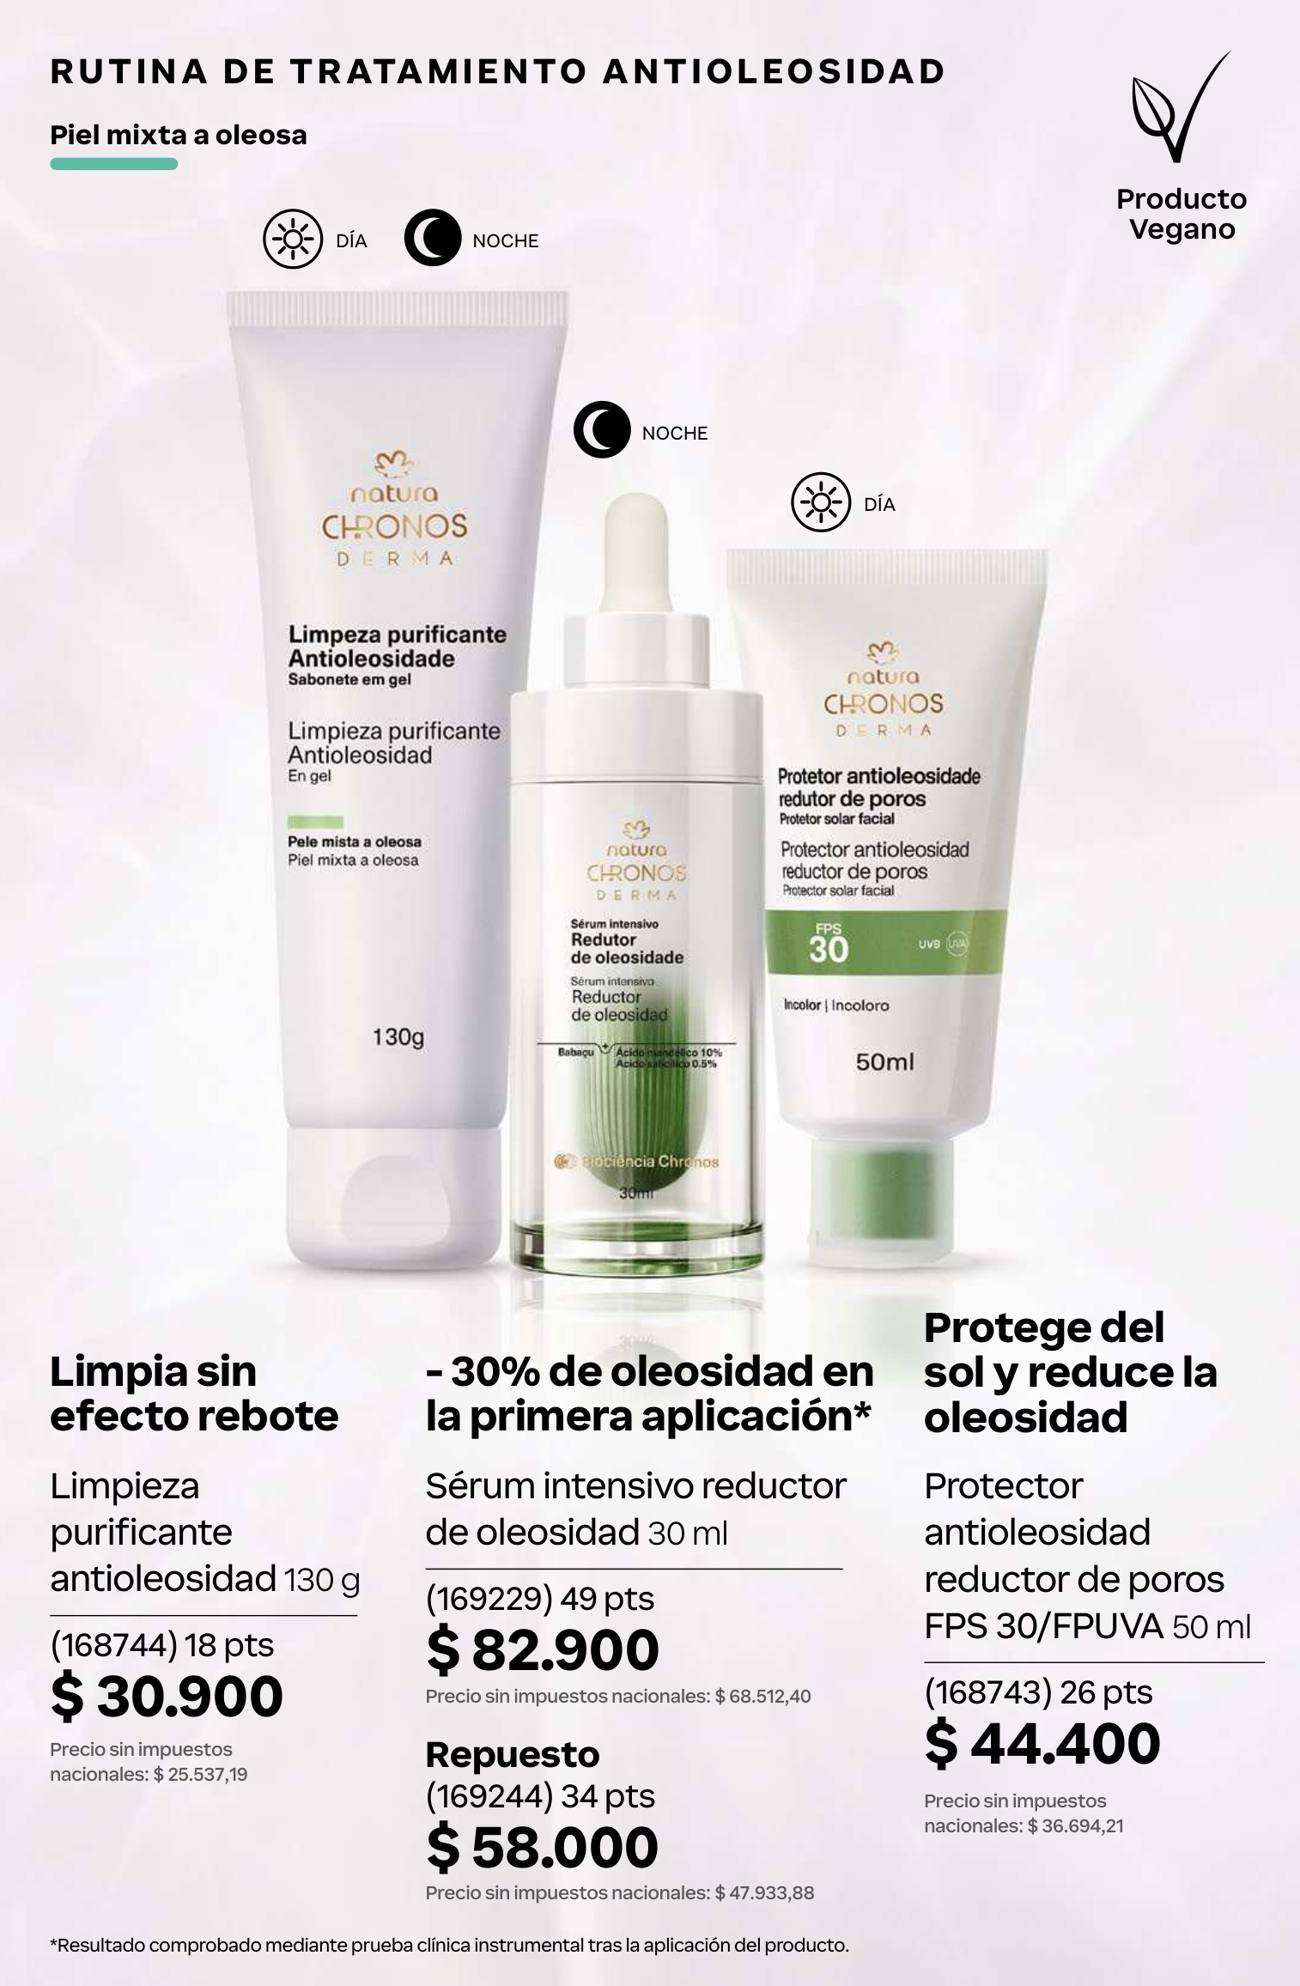 RUTINA DE TRATAMIENTO ANTIOLEOSIDAD
Piel mixta a oleosa
Producto
Vegano
DÍA
NOCHE
NOCHE
DÍA
natura
CHRONOS
DERMA
Limpeza purificante
Antioleosidade
Sabonete em gel
Limpieza purificante
Antioleosidad
En gel
Pele mista a oleosa
Piel mixta a oleosa
130g
natura
CHRONOS
DERMA
Sérum intensivo
Redutor
de oleosidade
Sérum intensivo
Reductor
de oleosidad
Babaçu + Ácido mandélico 10%
Ácido salicílico 0.5%
Biociência Chronos
30ml
natura
CHRONOS
DERMA
Protetor antioleosidade
redutor de poros
Protetor solar facial
Protector antioleosidad
reductor de poros
Protector solar facial
FPS
30
UVB UVA
Incolor | Incoloro
50ml
Limpia sin
efecto rebote
Limpieza
purificante
antioleosidad 130 g
(168744) 18 pts
$ 30.900
Precio sin impuestos
nacionales: $ 25.537,19
- 30% de oleosidad en
la primera aplicación*
Sérum intensivo reductor
de oleosidad 30 ml
(169229) 49 pts
$ 82.900
Precio sin impuestos nacionales: $ 68.512,40
Repuesto
(169244) 34 pts
$ 58.000
Precio sin impuestos nacionales: $ 47.933,88
Protege del
sol y reduce la
oleosidad
Protector
antioleosidad
reductor de poros
FPS 30/FPUVA 50 ml
(168743) 26 pts
$ 44.400
Precio sin impuestos
nacionales: $ 36.694,21
*Resultado comprobado mediante prueba clínica instrumental tras la aplicación del producto.